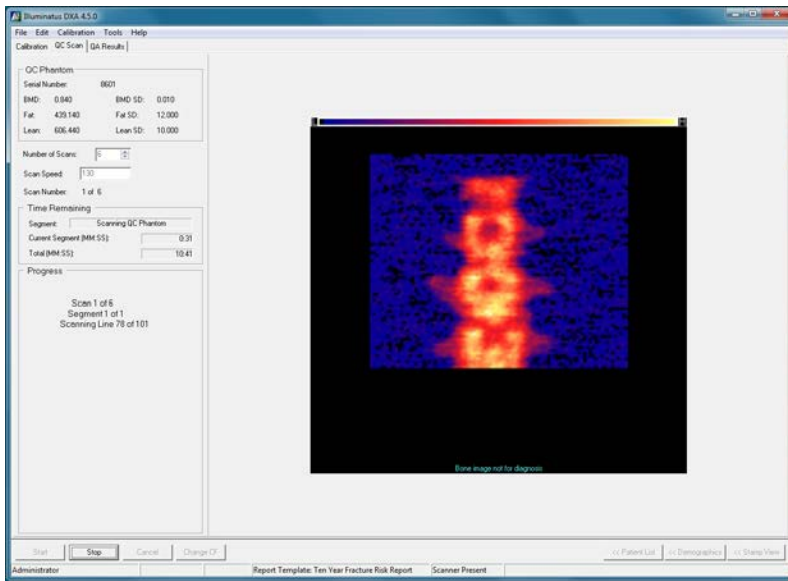 Illuminatus DXA 4.5.0
File Edit Calibration Tools Help
Calibration QC Scan QA Results
QC Phantom
Serial Number: 8601
BMD: 0.840 BMD SD: 0.010
Fat: 439.140 Fat SD: 12.000
Lean: 606.440 Lean SD: 10.000
Number of Scans: 6
Scan Speed: 130
Scan Number: 1 of 6
Time Remaining
Segment: Scanning QC Phantom
Current Segment (MM:SS): 0:31
Total (MM:SS): 10:41
Progress
Scan 1 of 6
Segment 1 of 1
Scanning Line 78 of 101
Bone image not for diagnosis
Start Stop Cancel Change CF << Patient List << Demographics << Stamp View
Administrator Report Template: Ten Year Fracture Risk Report Scanner Present